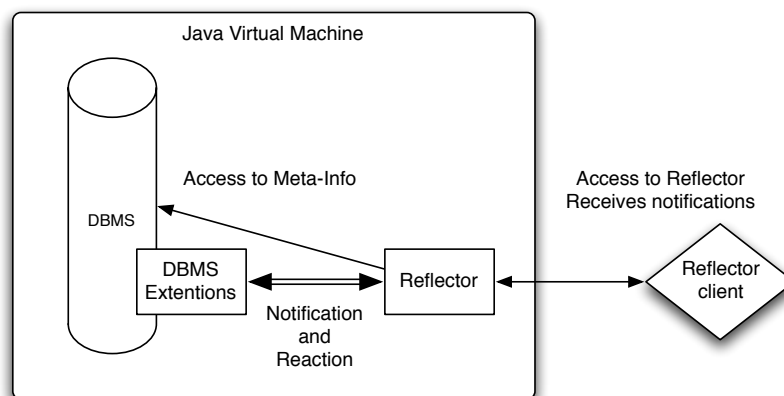 Java Virtual Machine
Access to Meta-Info
DBMS
DBMS
Extentions
Notification
and
Reaction
Reflector
Access to Reflector
Receives notifications
Reflector
client